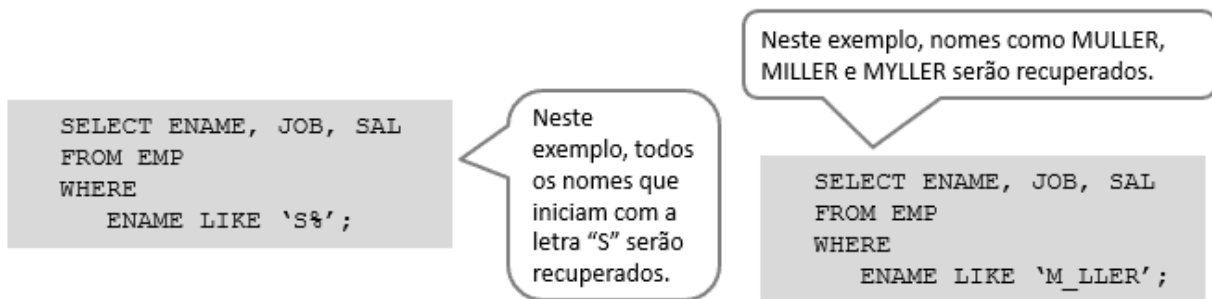 SELECT ENAME, JOB, SAL
FROM EMP
WHERE
ENAME LIKE ‘S%’;
Neste
exemplo, todos
os nomes que
iniciam com a
letra “S” serão
recuperados.
Neste exemplo, nomes como MULLER,
MILLER e MYLLER serão recuperados.
SELECT ENAME, JOB, SAL
FROM EMP
WHERE
ENAME LIKE ‘M_LLER’;